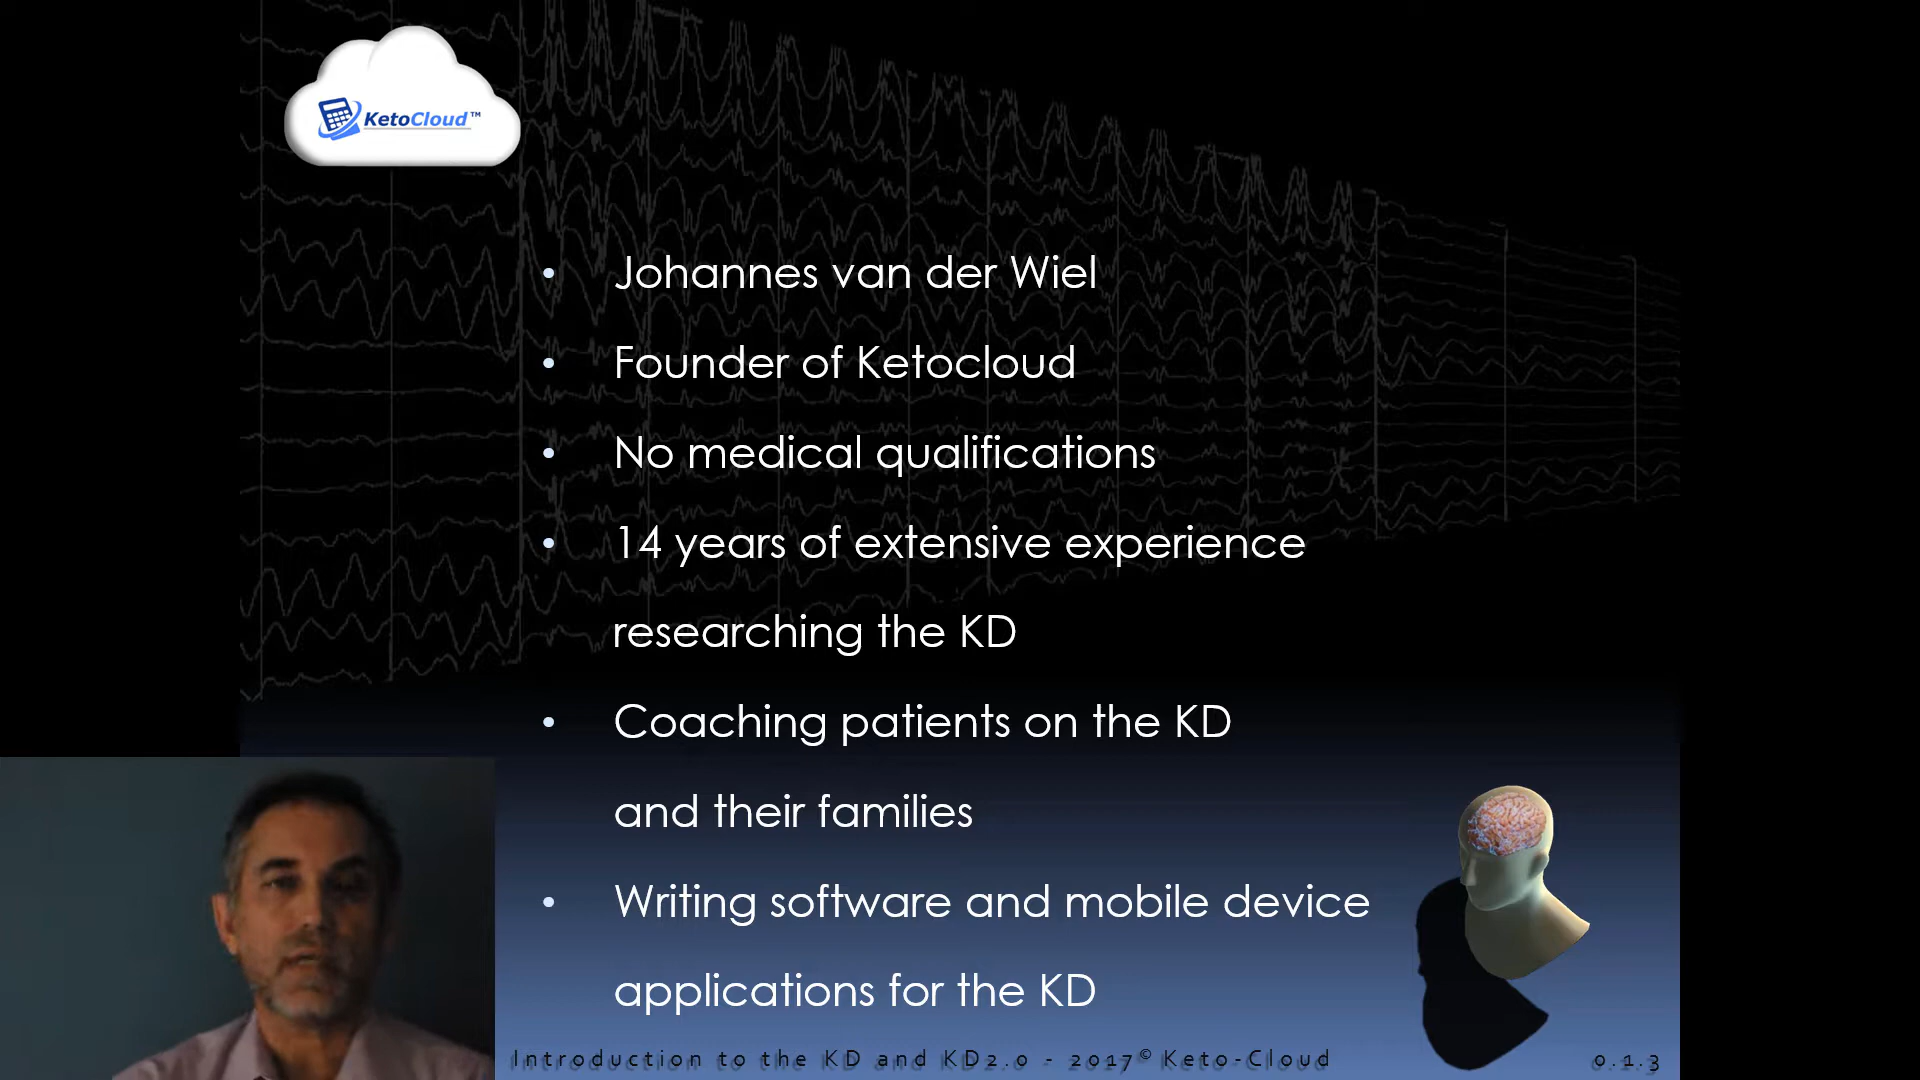 KetoCloud™
• Johannes van der Wiel
• Founder of Ketocloud
• No medical qualifications
• 14 years of extensive experience
researching the KD
• Coaching patients on the KD
and their families
• Writing software and mobile device
applications for the KD
Introduction to the KD and KD2.0 - 2017© Keto-Cloud 0.1.3